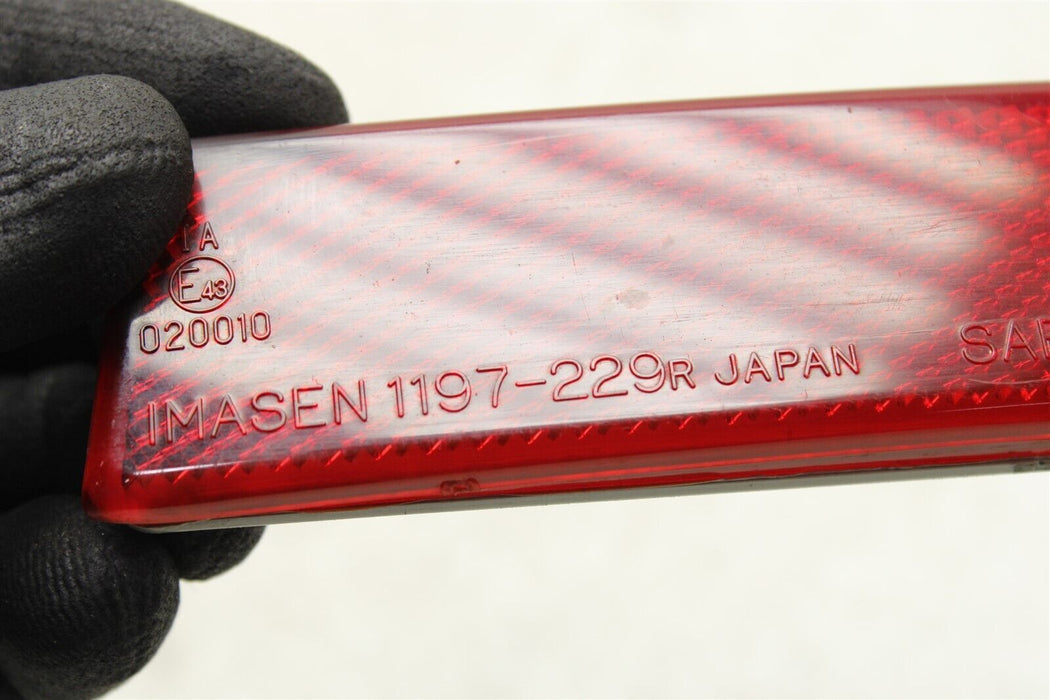 IA
E43
020010
IMASEN 1197-229R JAPAN